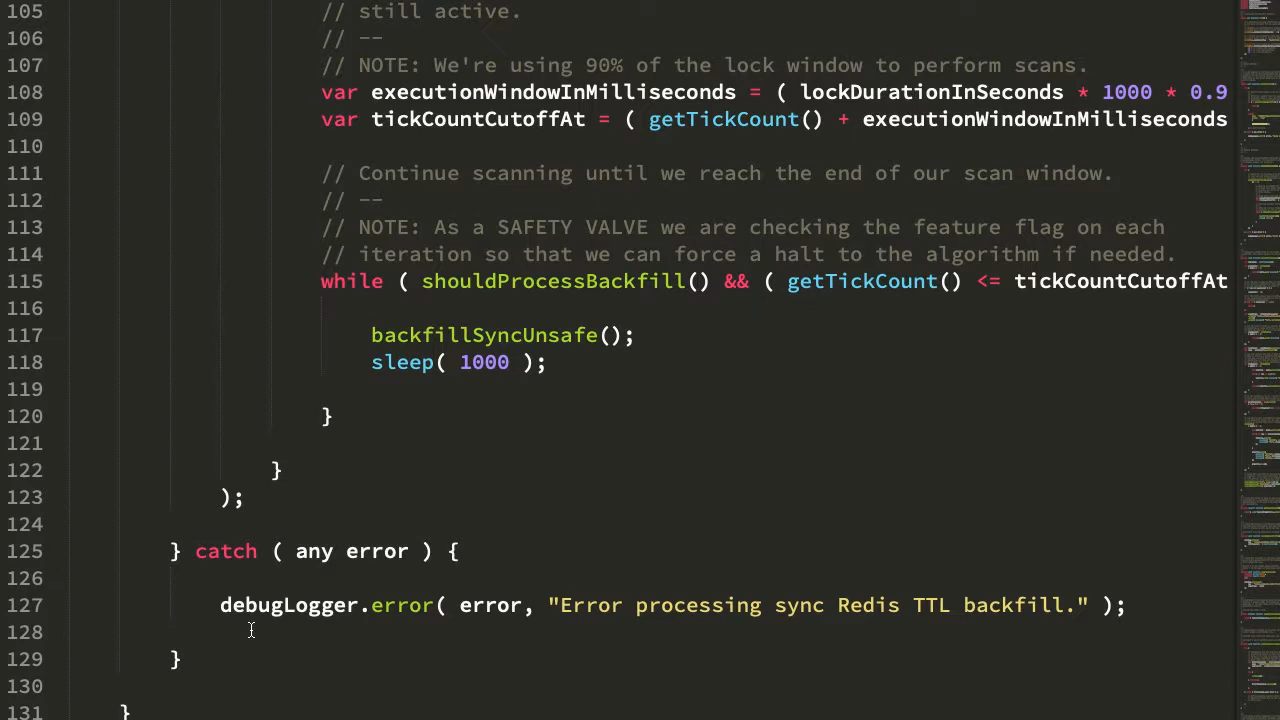 105 // still active.
106 // --
107 // NOTE: We're using 90% of the lock window to perform scans.
108 var executionWindowInMilliseconds = ( lckDurationInSeconds * 1000 * 0.9
109 var tickCountCutoffAt = ( getTickCount() + executionWindowInMilliseconds
110
111 // Continue scanning until we reach the end of our scan window.
112 // --
113 // NOTE: As a SAFETY VALVE we are checking the feature flag on each
114 // iteration so that we can force a halt to the algorithm if needed.
115 while ( shouldProcessBackfill() && ( getTickCount() <= tickCountCutoffAt
116
117 backfillSyncUnsafe();
118 sleep( 1000 );
119
120 }
121
122 }
123 );
124
125 } catch ( any error ) {
126
127 debugLogger.error( error, "Error processing sync Redis TTL backfill." );
128
129 }
130
131 }